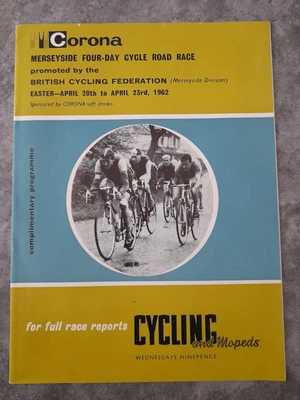 Corona
MERSEYSIDE FOUR-DAY CYCLE ROAD RACE
promoted by the
BRITISH CYCLING FEDERATION (Merseyside Division)
EASTER—APRIL 20th to APRIL 23rd, 1962
Sponsored by CORONA soft drinks
complimentary programme
for full race reports CYCLING
and Mopeds
WEDNESDAYS NINEPENCE